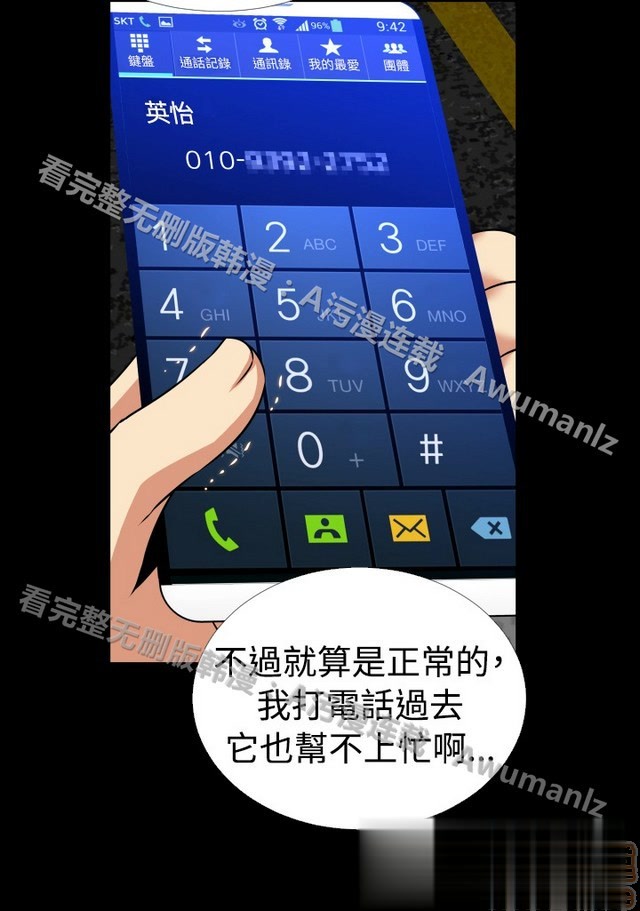 SKT 96% 9:42
鍵盤 通話記錄 通訊錄 我的最愛 團體
英怡
010-
1 2 ABC 3 DEF
4 GHI 5 6 MNO
7 8 TUV 9 WXYZ
0 + #
看完整无删版韩漫:A污漫连载 Awumanlz
不過就算是正常的,
我打電話過去
它也幫不上忙啊...
看完整无删版韩漫:A污漫连载 Awumanlz